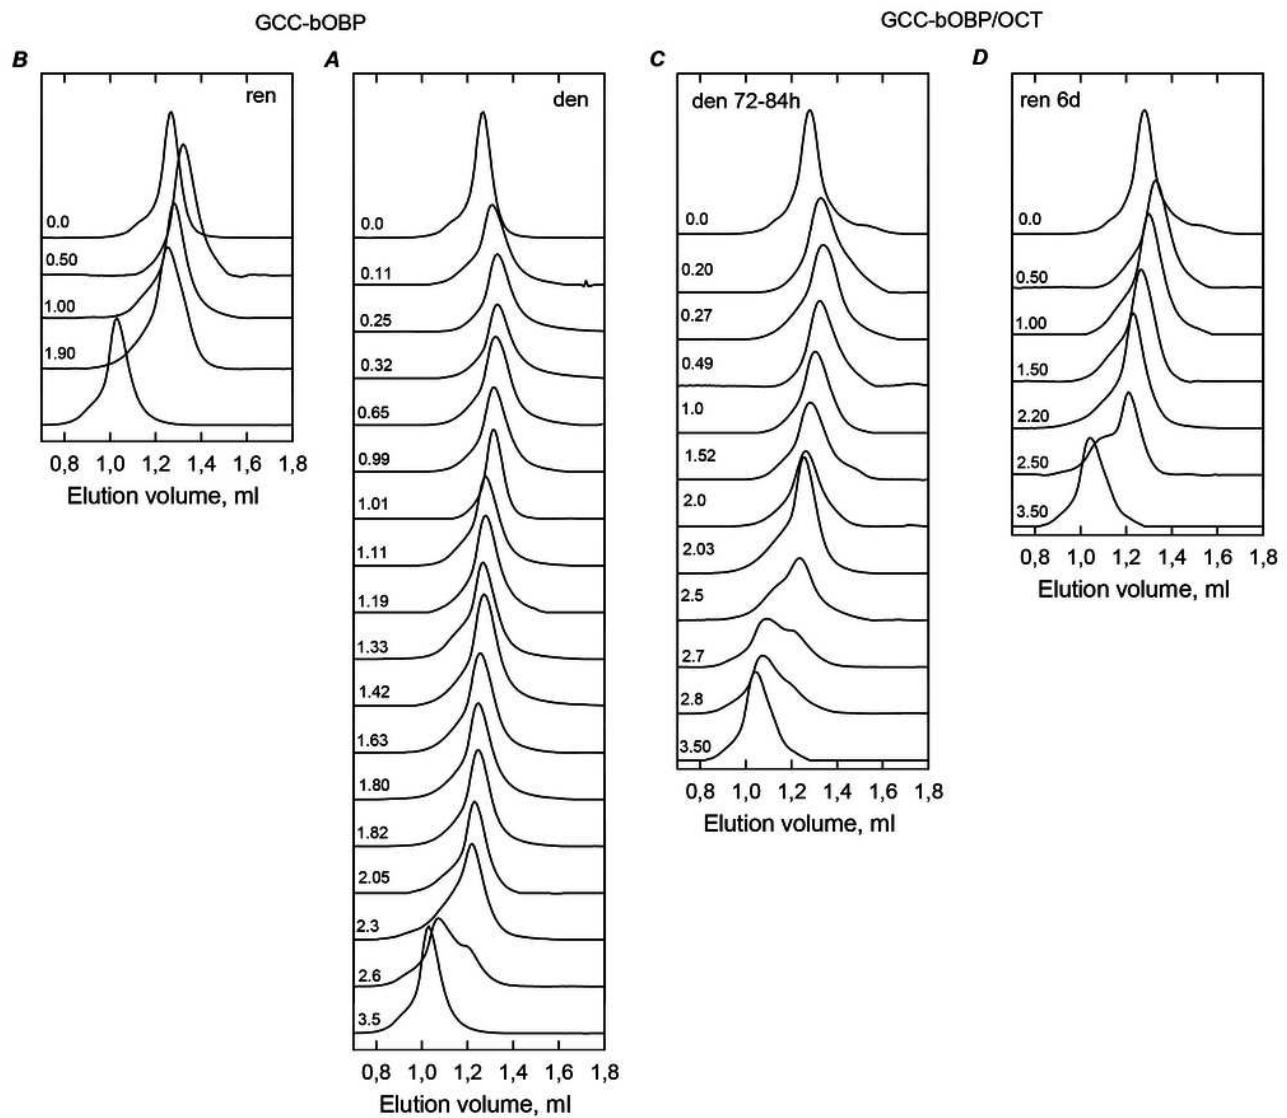 GCC-bOBP
GCC-bOBP/OCT
B
ren
0.0
0.50
1.00
1.90
0,8 1,0 1,2 1,4 1,6 1,8
Elution volume, ml
A
den
0.0
0.11
0.25
0.32
0.65
0.99
1.01
1.11
1.19
1.33
1.42
1.63
1.80
1.82
2.05
2.3
2.6
3.5
0,8 1,0 1,2 1,4 1,6 1,8
Elution volume, ml
C
den 72-84h
0.0
0.20
0.27
0.49
1.0
1.52
2.0
2.03
2.5
2.7
2.8
3.50
0,8 1,0 1,2 1,4 1,6 1,8
Elution volume, ml
D
ren 6d
0.0
0.50
1.00
1.50
2.20
2.50
3.50
0,8 1,0 1,2 1,4 1,6 1,8
Elution volume, ml